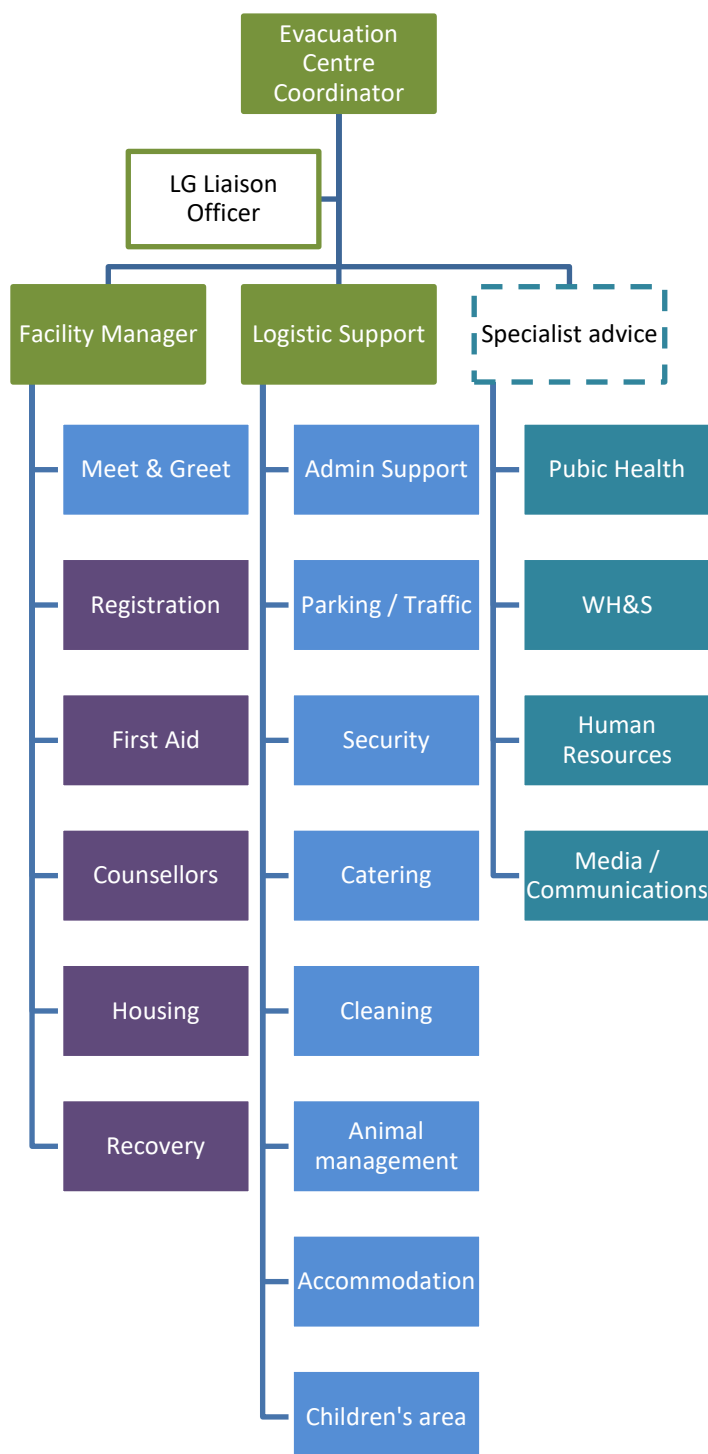 Evacuation
Centre
Coordinator
LG Liaison
Officer
Facility Manager
Logistic Support
Specialist advice
Meet & Greet
Admin Support
Pubic Health
Registration
Parking / Traffic
WH&S
First Aid
Security
Human
Resources
Counsellors
Catering
Media /
Communications
Housing
Cleaning
Recovery
Animal
management
Accommodation
Children's area